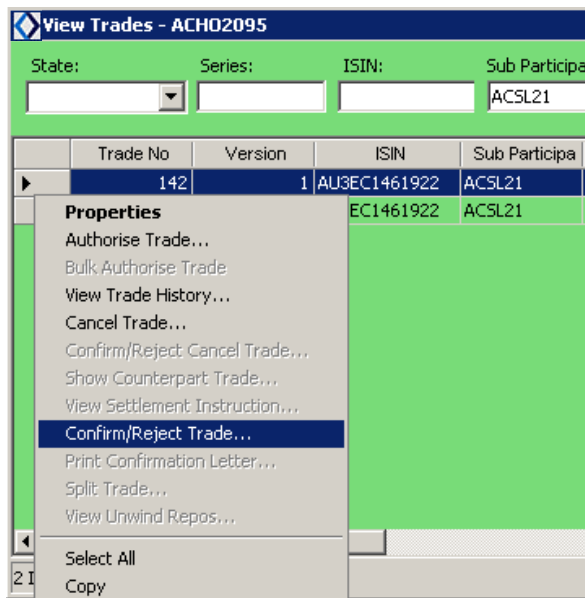 View Trades - ACHO2095
State: Series: ISIN: Sub Participa
ACSL21
Trade No Version ISIN Sub Participa
142 1 AU3EC1461922 ACSL21
EC1461922 ACSL21
Properties
Authorise Trade...
Bulk Authorise Trade
View Trade History...
Cancel Trade...
Confirm/Reject Cancel Trade...
Show Counterpart Trade...
View Settlement Instruction...
Confirm/Reject Trade...
Print Confirmation Letter...
Split Trade...
View Unwind Repos...
Select All
2 I
Copy